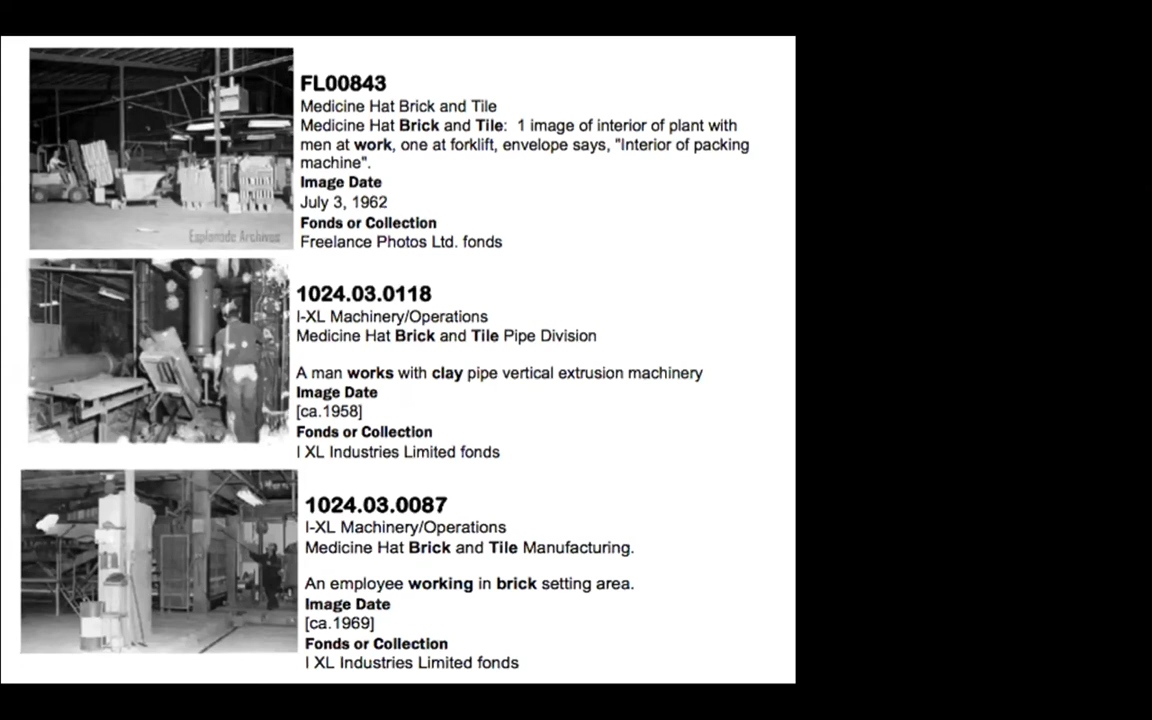 FL00843
Medicine Hat Brick and Tile
Medicine Hat Brick and Tile:  1 image of interior of plant with
men at work, one at forklift, envelope says, "Interior of packing
machine".
Image Date
July 3, 1962
Fonds or Collection
Freelance Photos Ltd. fonds
Esplanade Archives
1024.03.0118
I-XL Machinery/Operations
Medicine Hat Brick and Tile Pipe Division
A man works with clay pipe vertical extrusion machinery
Image Date
[ca.1958]
Fonds or Collection
I XL Industries Limited fonds
1024.03.0087
I-XL Machinery/Operations
Medicine Hat Brick and Tile Manufacturing.
An employee working in brick setting area.
Image Date
[ca.1969]
Fonds or Collection
I XL Industries Limited fonds